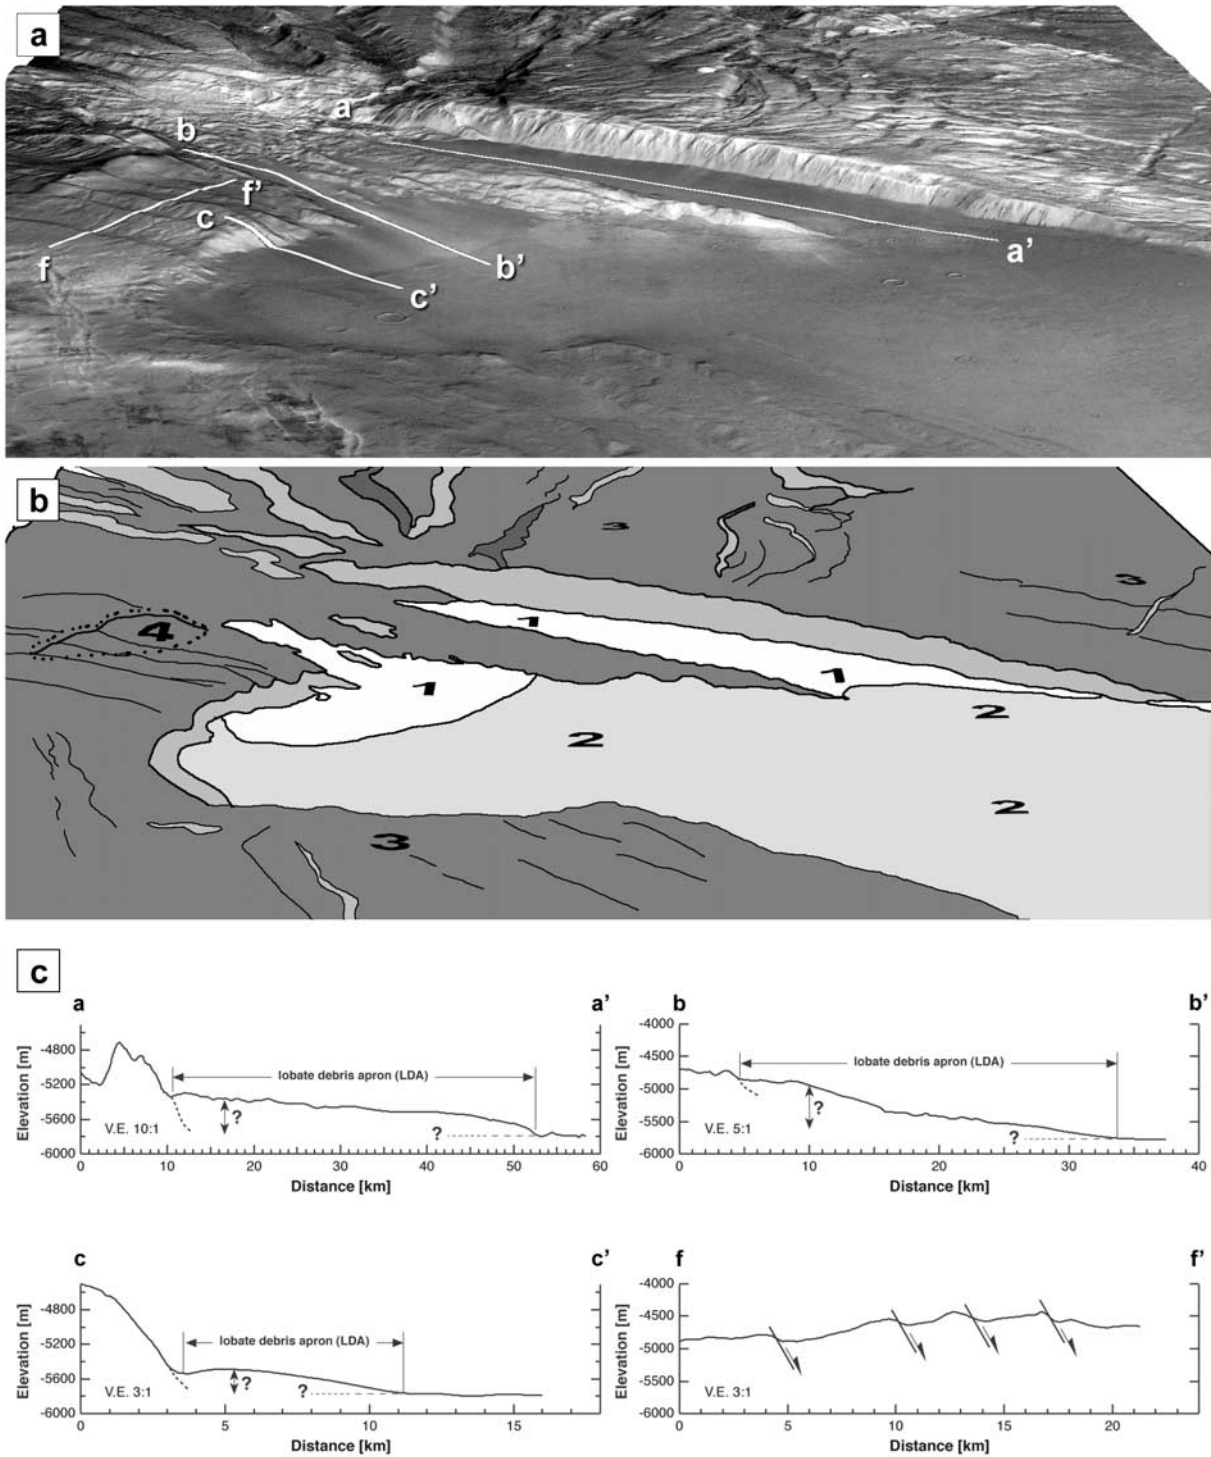 a
a
b
f'
c
f
b'
c'
a'
b
3
3
4
1
1
1
2
2
2
3
c
a a'
-4800
-5200
-5600
-6000
Elevation [m]
lobate debris apron (LDA)
?
?
V.E. 10:1
0 10 20 30 40 50 60
Distance [km]
b b'
-4000
-4500
-5000
-5500
-6000
Elevation [m]
lobate debris apron (LDA)
?
?
V.E. 5:1
0 10 20 30 40
Distance [km]
c c'
-4800
-5200
-5600
-6000
Elevation [m]
lobate debris apron (LDA)
?
?
V.E. 3:1
0 5 10 15
Distance [km]
f f'
-4000
-4500
-5000
-5500
-6000
Elevation [m]
V.E. 3:1
0 5 10 15 20
Distance [km]